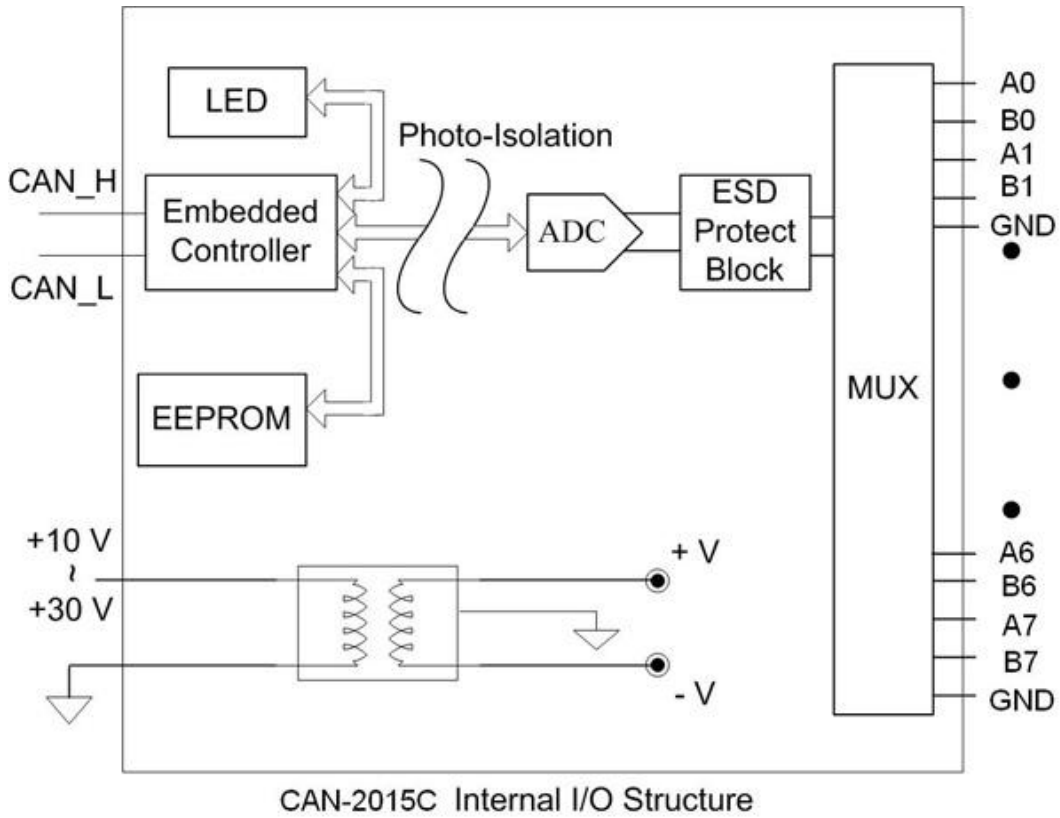 LED
Photo-Isolation
CAN_H
Embedded
Controller
CAN_L
ADC
ESD
Protect
Block
MUX
A0
B0
A1
B1
GND
EEPROM
+10 V
~
+30 V
+ V
- V
A6
B6
A7
B7
GND
CAN-2015C Internal I/O Structure